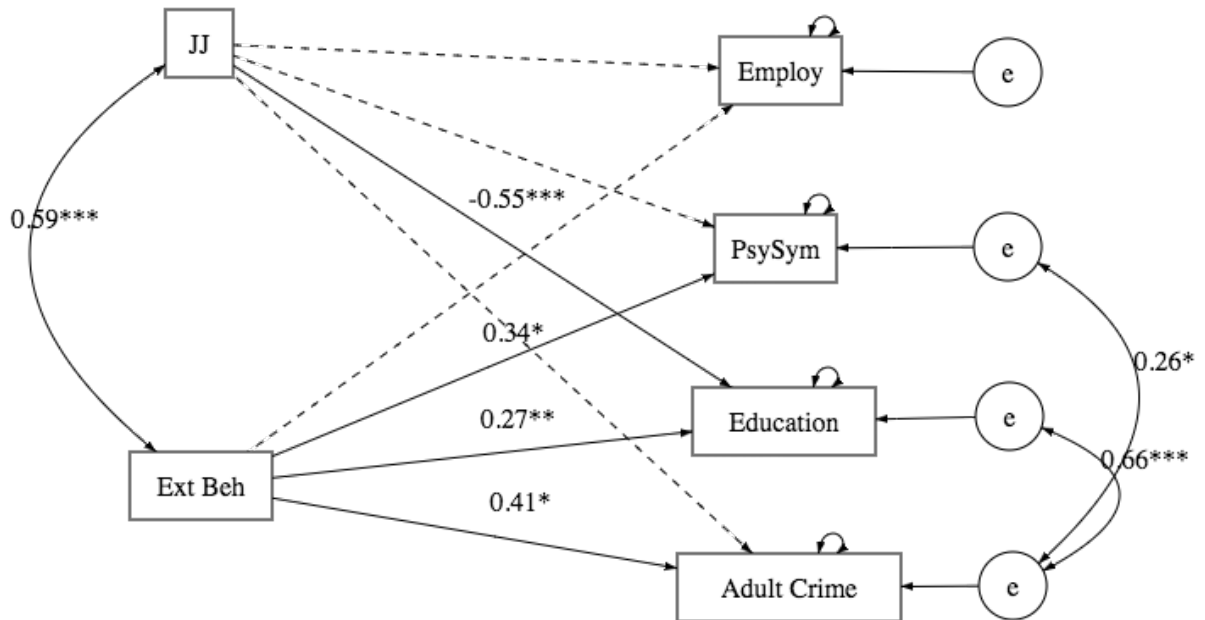 JJ
Employ
e
-0.55***
0.59***
PsySym
e
0.34*
0.26*
0.27**
Education
e
0.66***
Ext Beh
0.41*
Adult Crime
e